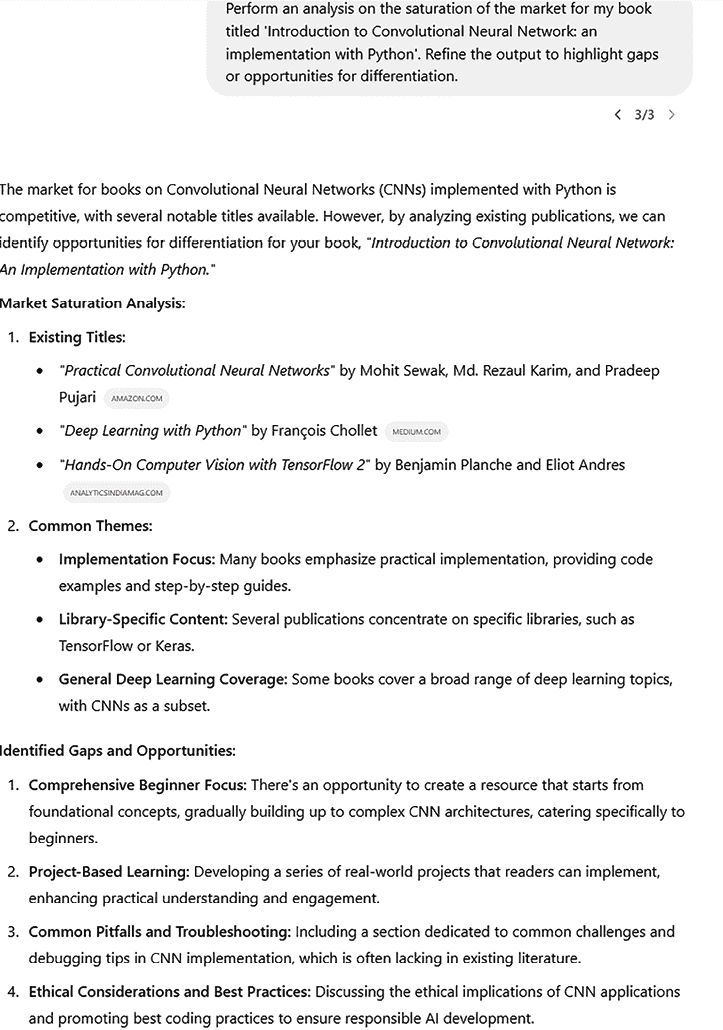 Perform an analysis on the saturation of the market for my book
titled 'Introduction to Convolutional Neural Network: an
implementation with Python'. Refine the output to highlight gaps
or opportunities for differentiation.
< 3/3 >
The market for books on Convolutional Neural Networks (CNNs) implemented with Python is
competitive, with several notable titles available. However, by analyzing existing publications, we can
identify opportunities for differentiation for your book, "Introduction to Convolutional Neural Network:
An Implementation with Python."
Market Saturation Analysis:
1. Existing Titles:
• "Practical Convolutional Neural Networks" by Mohit Sewak, Md. Rezaul Karim, and Pradeep
Pujari AMAZON.COM
• "Deep Learning with Python" by François Chollet MEDIUM.COM
• "Hands-On Computer Vision with TensorFlow 2" by Benjamin Planche and Eliot Andres
ANALYTICSINDIAMAG.COM
2. Common Themes:
• Implementation Focus: Many books emphasize practical implementation, providing code
examples and step-by-step guides.
• Library-Specific Content: Several publications concentrate on specific libraries, such as
TensorFlow or Keras.
• General Deep Learning Coverage: Some books cover a broad range of deep learning topics,
with CNNs as a subset.
Identified Gaps and Opportunities:
1. Comprehensive Beginner Focus: There's an opportunity to create a resource that starts from
foundational concepts, gradually building up to complex CNN architectures, catering specifically to
beginners.
2. Project-Based Learning: Developing a series of real-world projects that readers can implement,
enhancing practical understanding and engagement.
3. Common Pitfalls and Troubleshooting: Including a section dedicated to common challenges and
debugging tips in CNN implementation, which is often lacking in existing literature.
4. Ethical Considerations and Best Practices: Discussing the ethical implications of CNN applications
and promoting best coding practices to ensure responsible AI development.